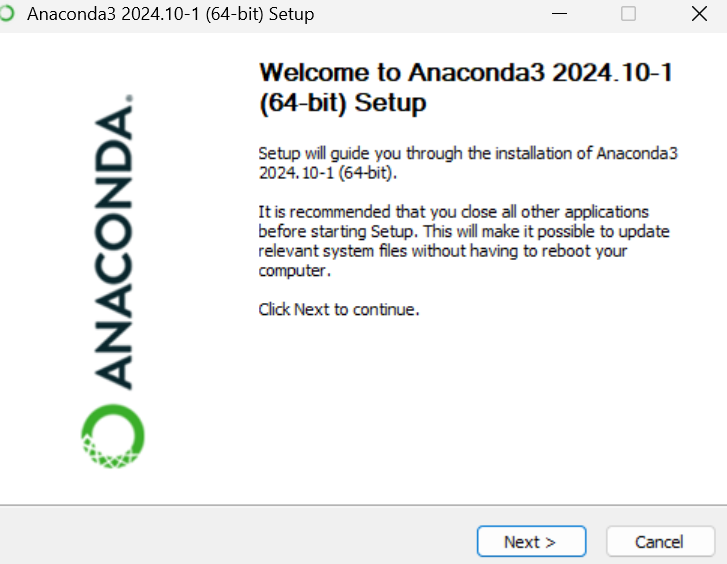 Anaconda3 2024.10-1 (64-bit) Setup
ANACONDA.
Welcome to Anaconda3 2024.10-1
(64-bit) Setup
Setup will guide you through the installation of Anaconda3
2024.10-1 (64-bit).
It is recommended that you close all other applications
before starting Setup. This will make it possible to update
relevant system files without having to reboot your
computer.
Click Next to continue.
Next >
Cancel